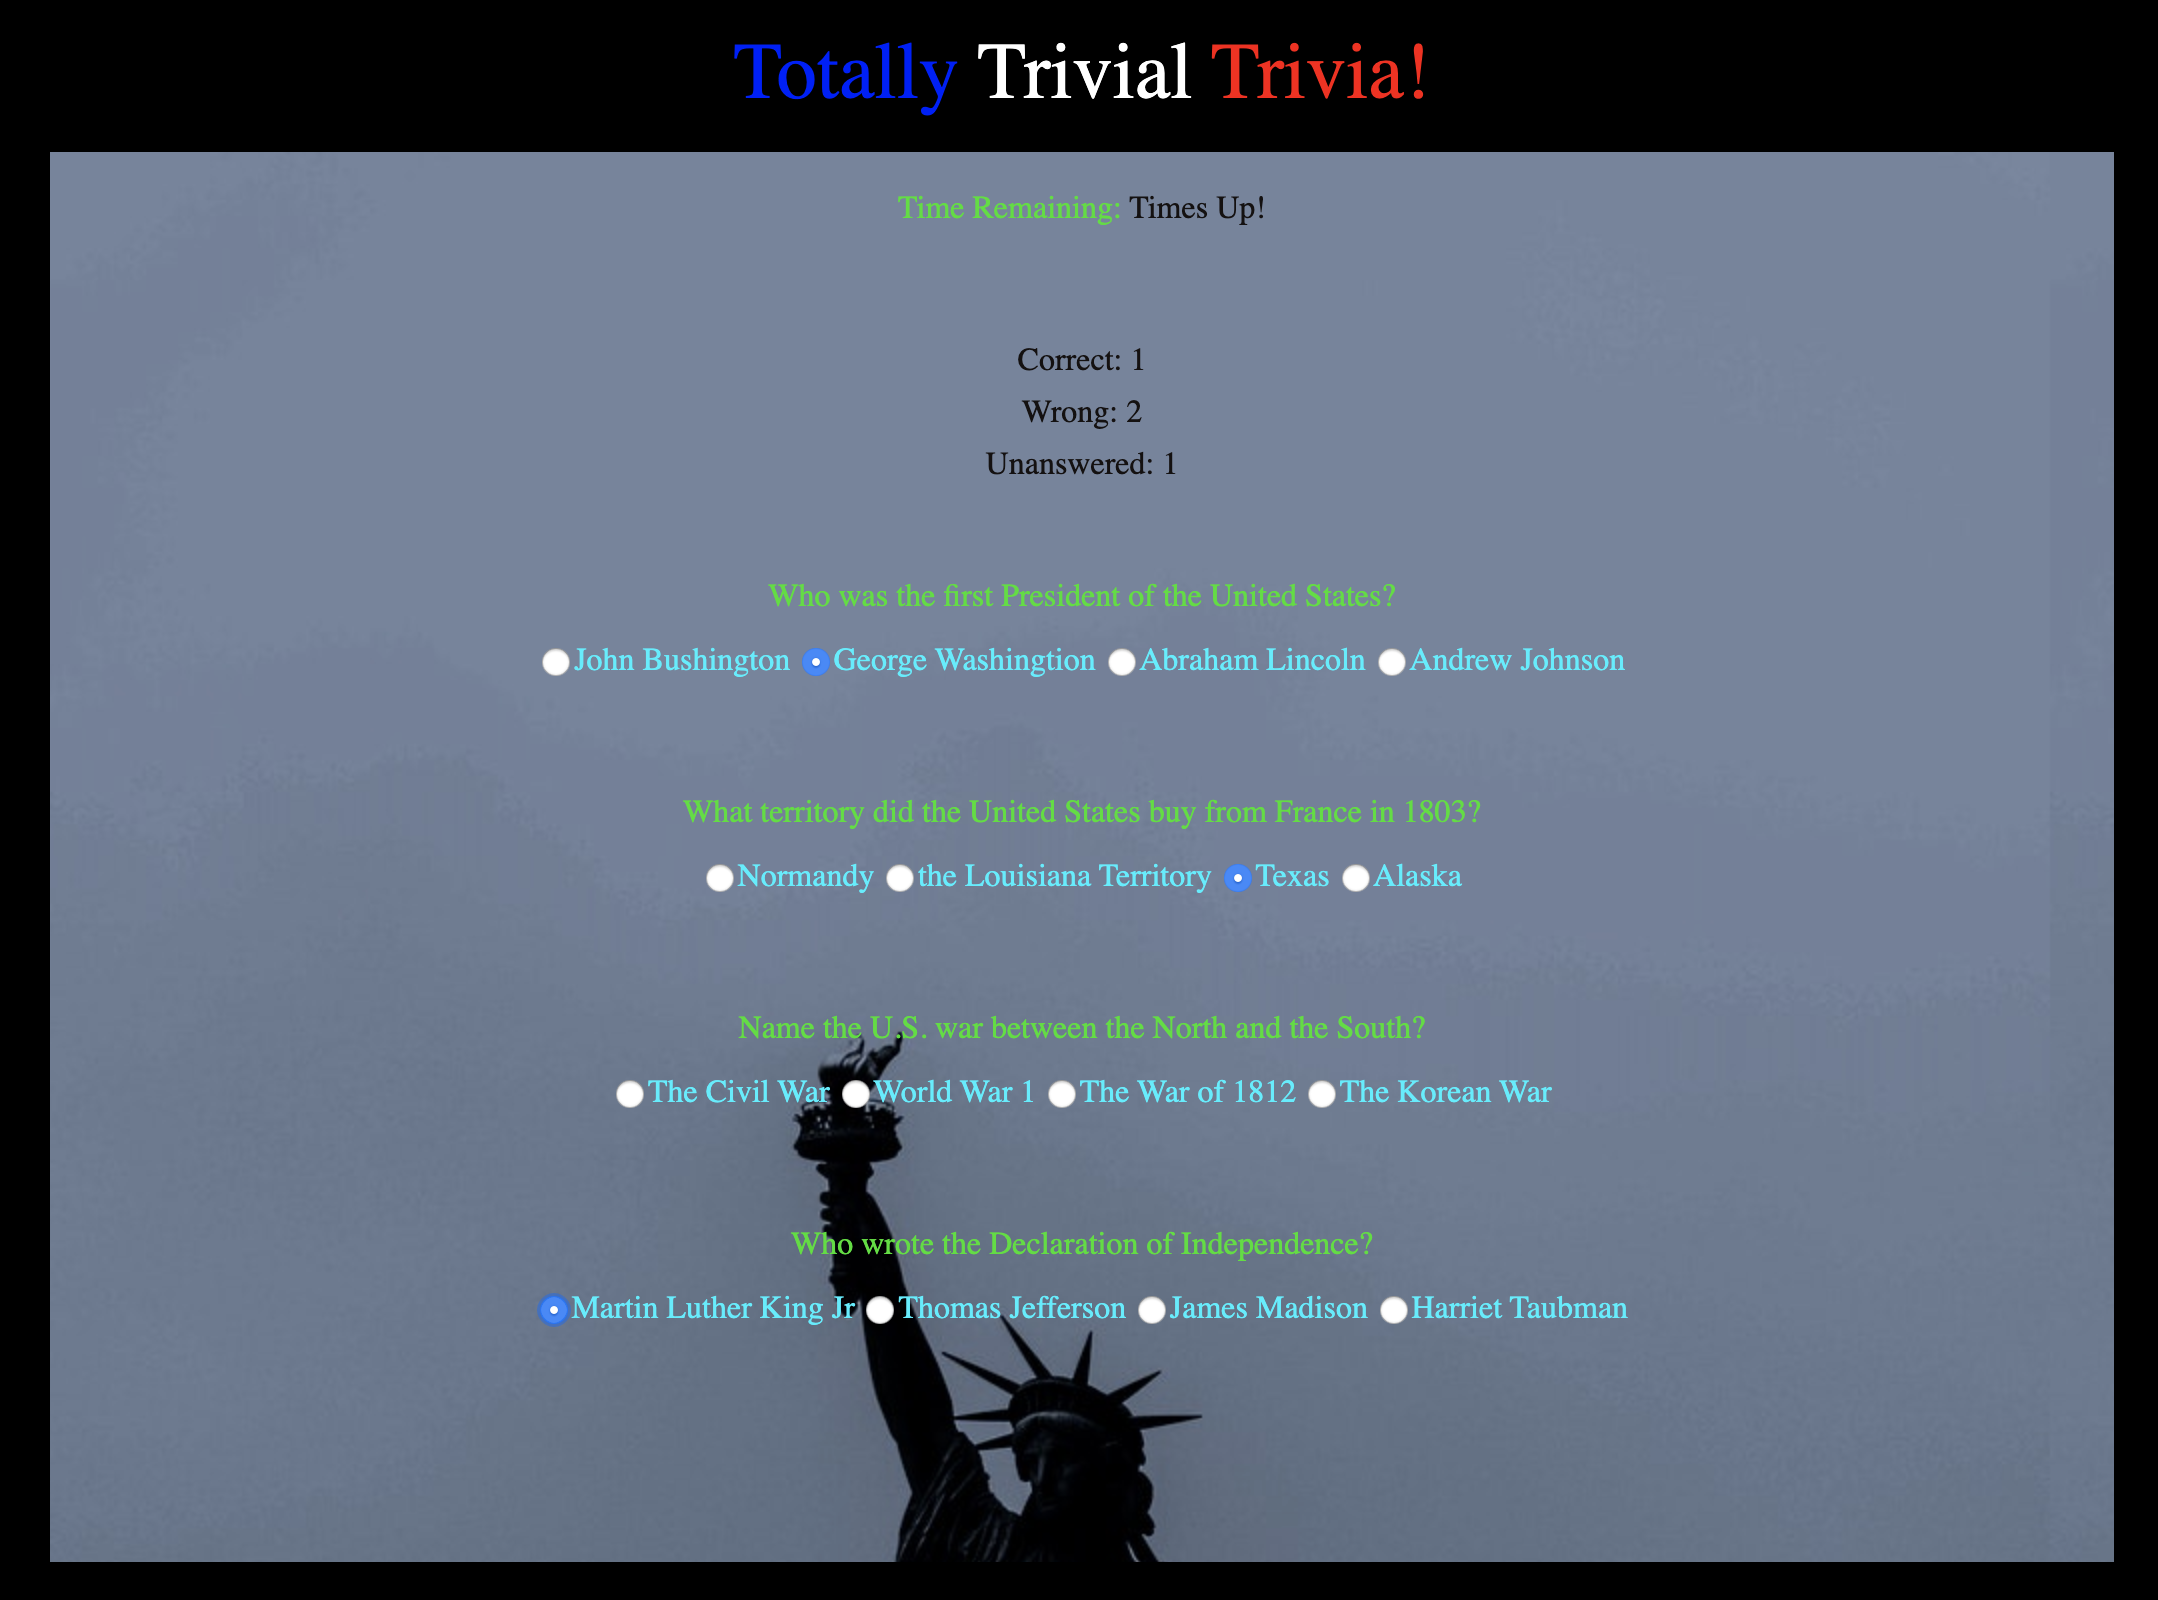 Totally Trivial Trivia!
Time Remaining: Times Up!
Correct: 1
Wrong: 2
Unanswered: 1
Who was the first President of the United States?
John Bushington George Washingtion Abraham Lincoln Andrew Johnson
What territory did the United States buy from France in 1803?
Normandy the Louisiana Territory Texas Alaska
Name the U.S. war between the North and the South?
The Civil War World War 1 The War of 1812 The Korean War
Who wrote the Declaration of Independence?
Martin Luther King Jr Thomas Jefferson James Madison Harriet Taubman